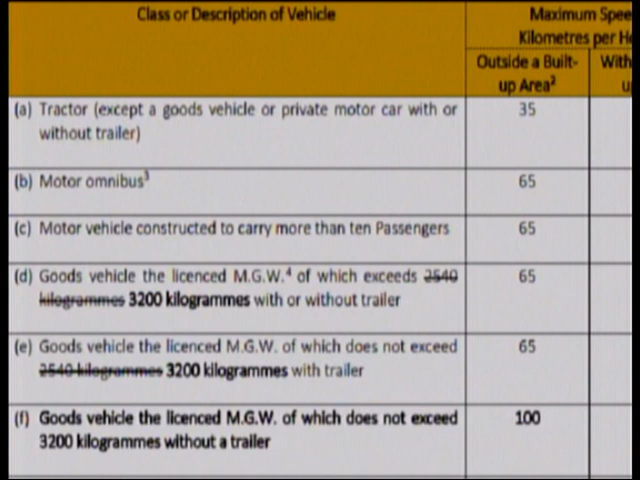 Class or Description of Vehicle
Maximum Spee
Kilometres per H
Outside a Built-
up Area²
With
u
(a) Tractor (except a goods vehicle or private motor car with or
without trailer)
35
(b) Motor omnibus³
65
(c) Motor vehicle constructed to carry more than ten Passengers
65
(d) Goods vehicle the licenced M.G.W.⁴ of which exceeds 2540
kilogrammes 3200 kilogrammes with or without trailer
65
(e) Goods vehicle the licenced M.G.W. of which does not exceed
2540 kilogrammes 3200 kilogrammes with trailer
65
(f) Goods vehicle the licenced M.G.W. of which does not exceed
3200 kilogrammes without a trailer
100